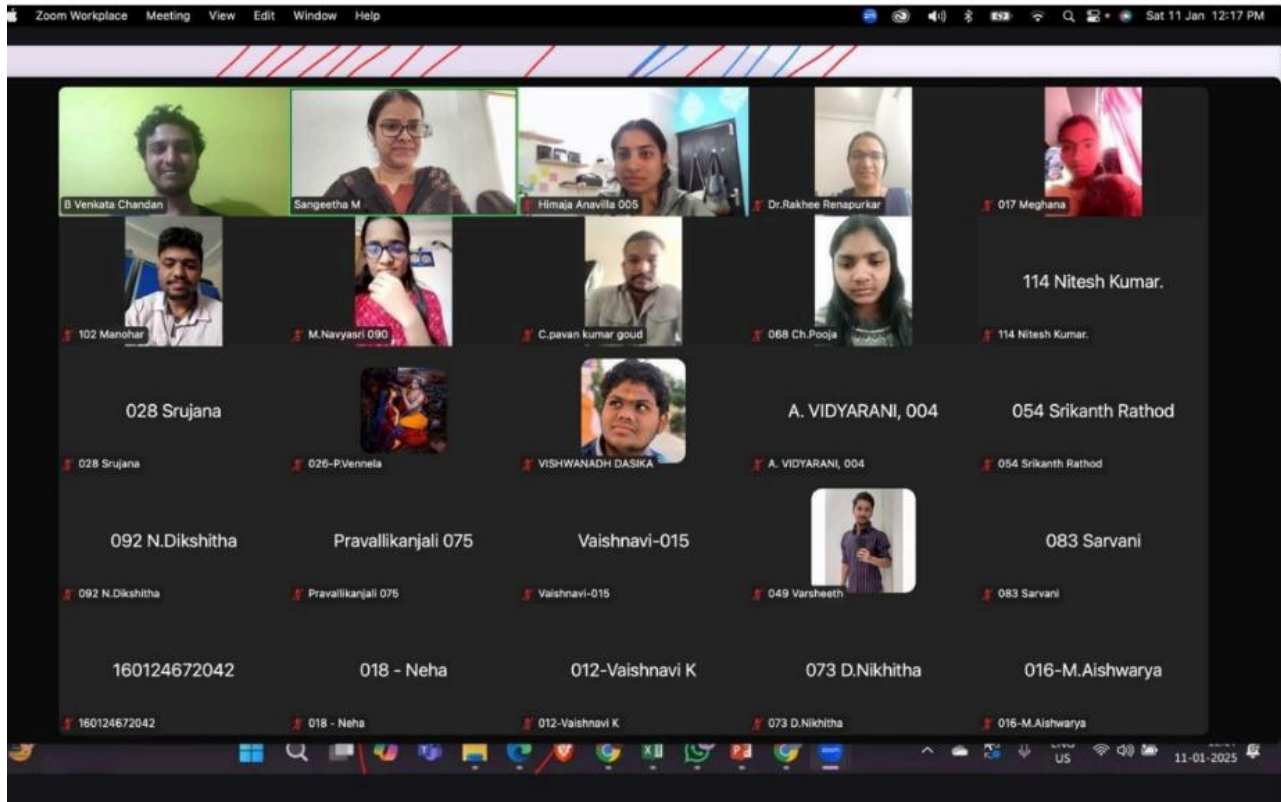 Zoom Workplace Meeting View Edit Window Help
Sat 11 Jan 12:17 PM
B Venkata Chandan
Sangeetha M
Himaja Anavilla 005
Dr.Rakhee Renapurkar
017 Meghana
102 Manohar
M.Navyasri 090
C.pavan kumar goud
068 Ch.Pooja
114 Nitesh Kumar.
114 Nitesh Kumar.
028 Srujana
028 Srujana
026-P.Vennela
VISHWANADH DASIKA
A. VIDYARANI, 004
A. VIDYARANI, 004
054 Srikanth Rathod
054 Srikanth Rathod
092 N.Dikshitha
092 N.Dikshitha
Pravallikanjali 075
Pravallikanjali 075
Vaishnavi-015
Vaishnavi-015
049 Varsheeth
083 Sarvani
083 Sarvani
160124672042
160124672042
018 - Neha
018 - Neha
012-Vaishnavi K
012-Vaishnavi K
073 D.Nikhitha
073 D.Nikhitha
016-M.Aishwarya
016-M.Aishwarya
US
11-01-2025